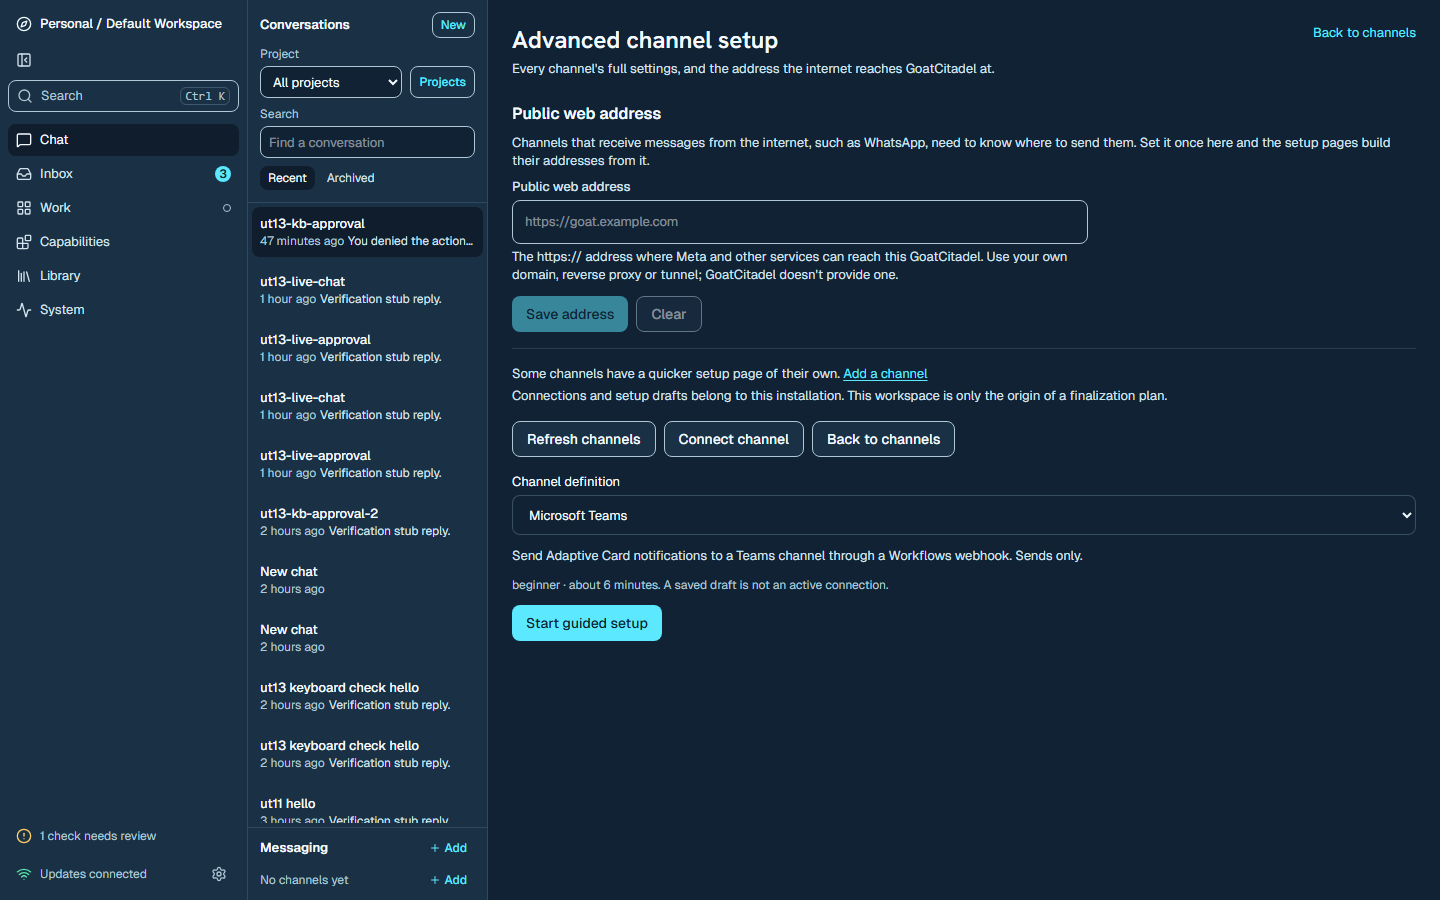 Personal / Default Workspace
Search
Ctrl K
Chat
Inbox
3
Work
Capabilities
Library
System
1 check needs review
Updates connected
Conversations
New
Project
All projects
Projects
Search
Find a conversation
Recent
Archived
ut13-kb-approval
47 minutes ago You denied the action...
ut13-live-chat
1 hour ago Verification stub reply.
ut13-live-approval
1 hour ago Verification stub reply.
ut13-live-chat
1 hour ago Verification stub reply.
ut13-live-approval
1 hour ago Verification stub reply.
ut13-kb-approval-2
2 hours ago Verification stub reply.
New chat
2 hours ago
New chat
2 hours ago
ut13 keyboard check hello
2 hours ago Verification stub reply.
ut13 keyboard check hello
2 hours ago Verification stub reply.
ut11 hello
3 hours ago Verification stub reply.
Messaging
+ Add
No channels yet
+ Add
Advanced channel setup
Back to channels
Every channel's full settings, and the address the internet reaches GoatCitadel at.
Public web address
Channels that receive messages from the internet, such as WhatsApp, need to know where to send them. Set it once here and the setup pages build
their addresses from it.
Public web address
https://goat.example.com
The https:// address where Meta and other services can reach this GoatCitadel. Use your own
domain, reverse proxy or tunnel; GoatCitadel doesn't provide one.
Save address
Clear
Some channels have a quicker setup page of their own. Add a channel
Connections and setup drafts belong to this installation. This workspace is only the origin of a finalization plan.
Refresh channels
Connect channel
Back to channels
Channel definition
Microsoft Teams
Send Adaptive Card notifications to a Teams channel through a Workflows webhook. Sends only.
beginner · about 6 minutes. A saved draft is not an active connection.
Start guided setup